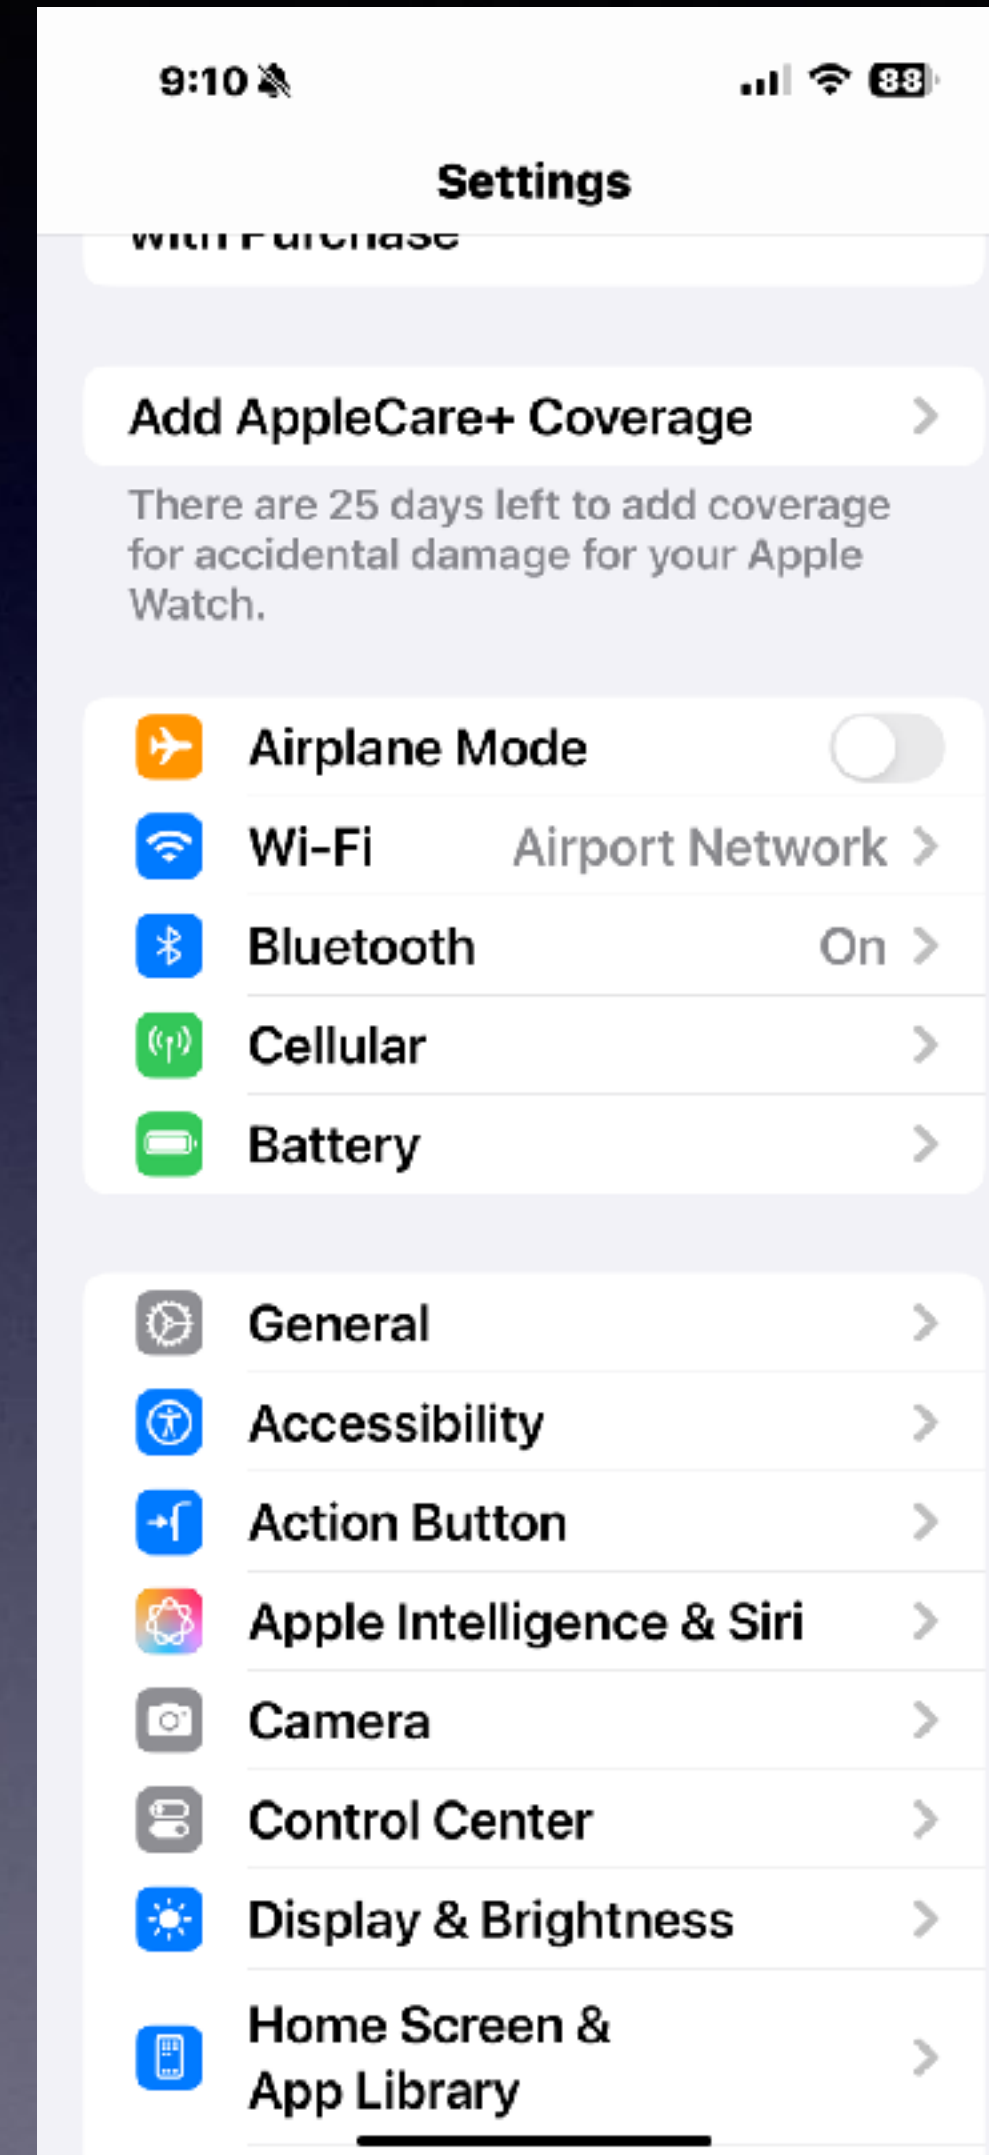 9:10
88
Settings
With Purchase
Add AppleCare+ Coverage
There are 25 days left to add coverage
for accidental damage for your Apple
Watch.
Airplane Mode
Wi-Fi Airport Network
Bluetooth On
Cellular
Battery
General
Accessibility
Action Button
Apple Intelligence & Siri
Camera
Control Center
Display & Brightness
Home Screen &
App Library